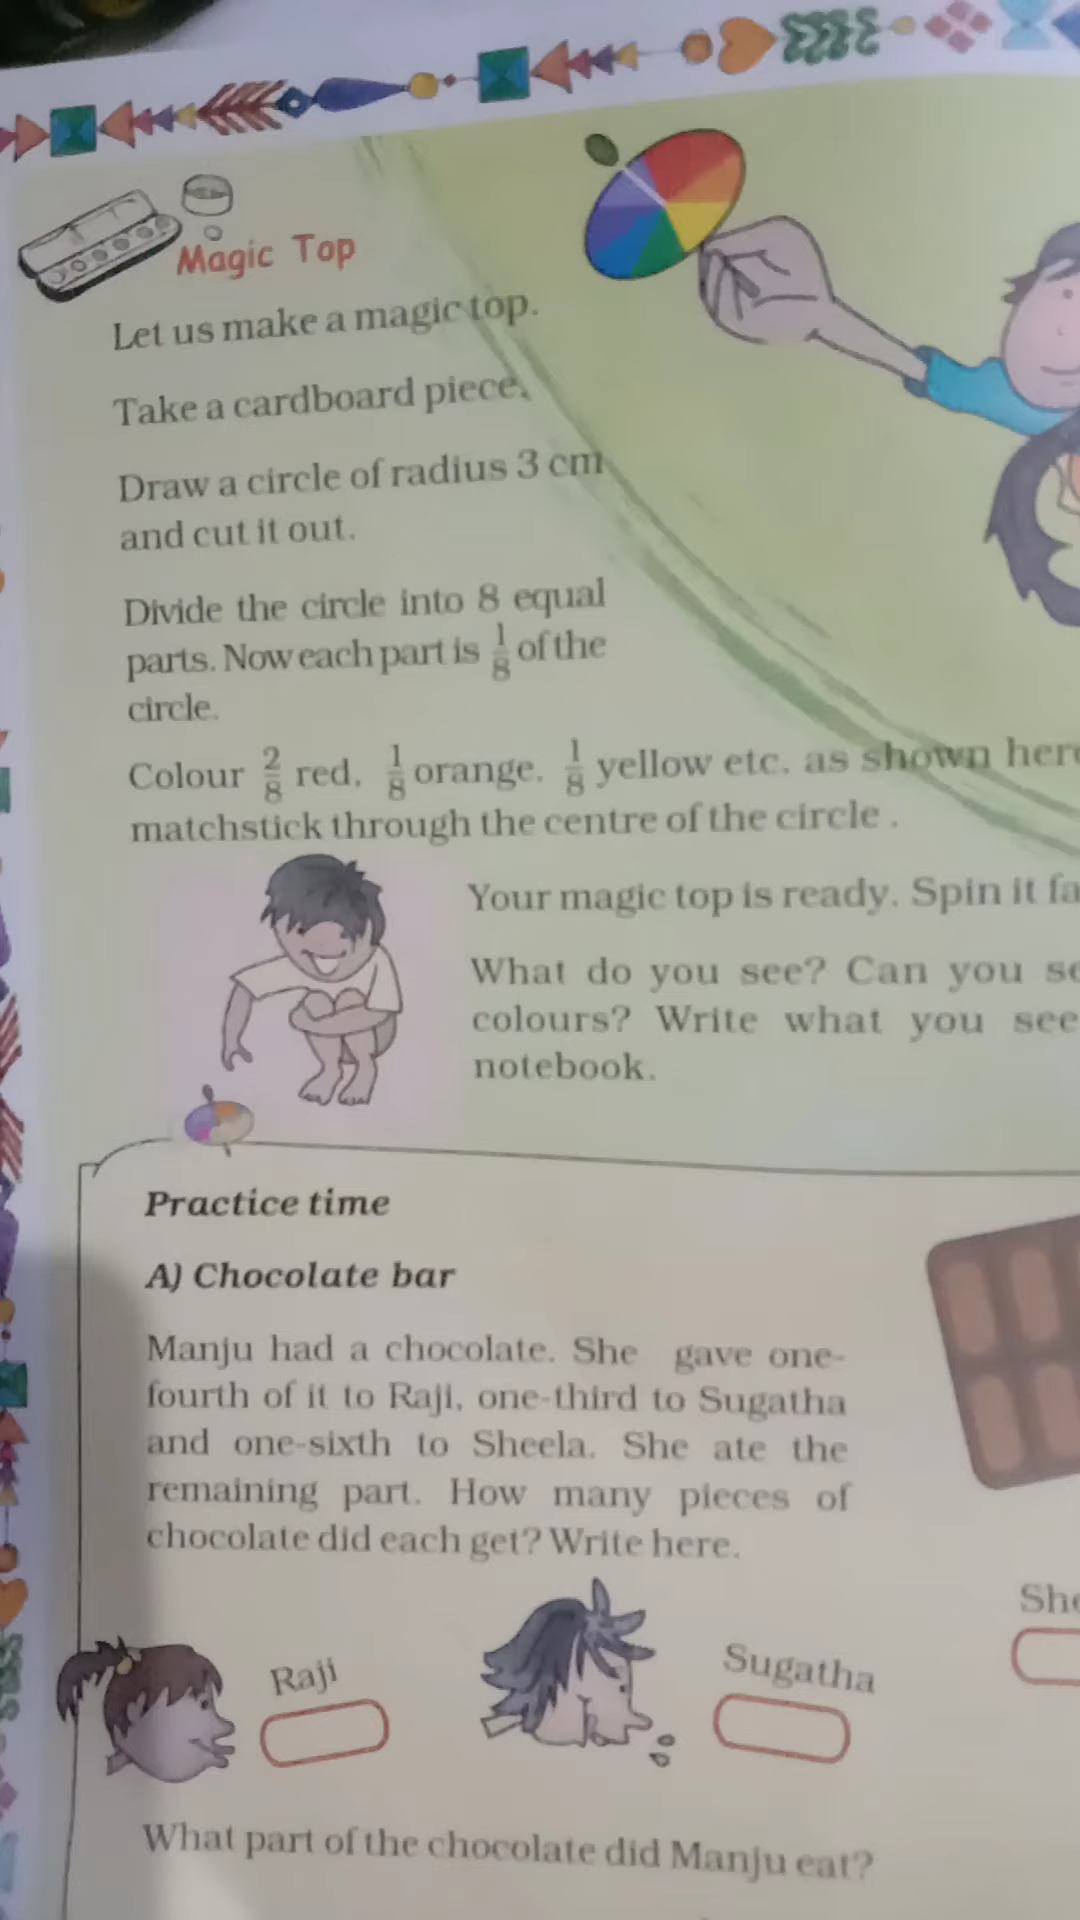 Magic Top
Let us make a magic top.
Take a cardboard piece.
Draw a circle of radius 3 cm
and cut it out.
Divide the circle into 8 equal
parts. Now each part is 1/8 of the
circle.
Colour 2/8 red, 1/8 orange, 1/8 yellow etc. as shown
matchstick through the centre of the circle .
Your magic top is ready. Spin it
What do you see? Can you
colours? Write what you see
notebook.
Practice time
A) Chocolate bar
Manju had a chocolate. She gave one-
fourth of it to Raji, one-third to Sugatha
and one-sixth to Sheela. She ate the
remaining part. How many pieces of
chocolate did each get? Write here.
Raji
Sugatha
What part of the chocolate did Manju eat?